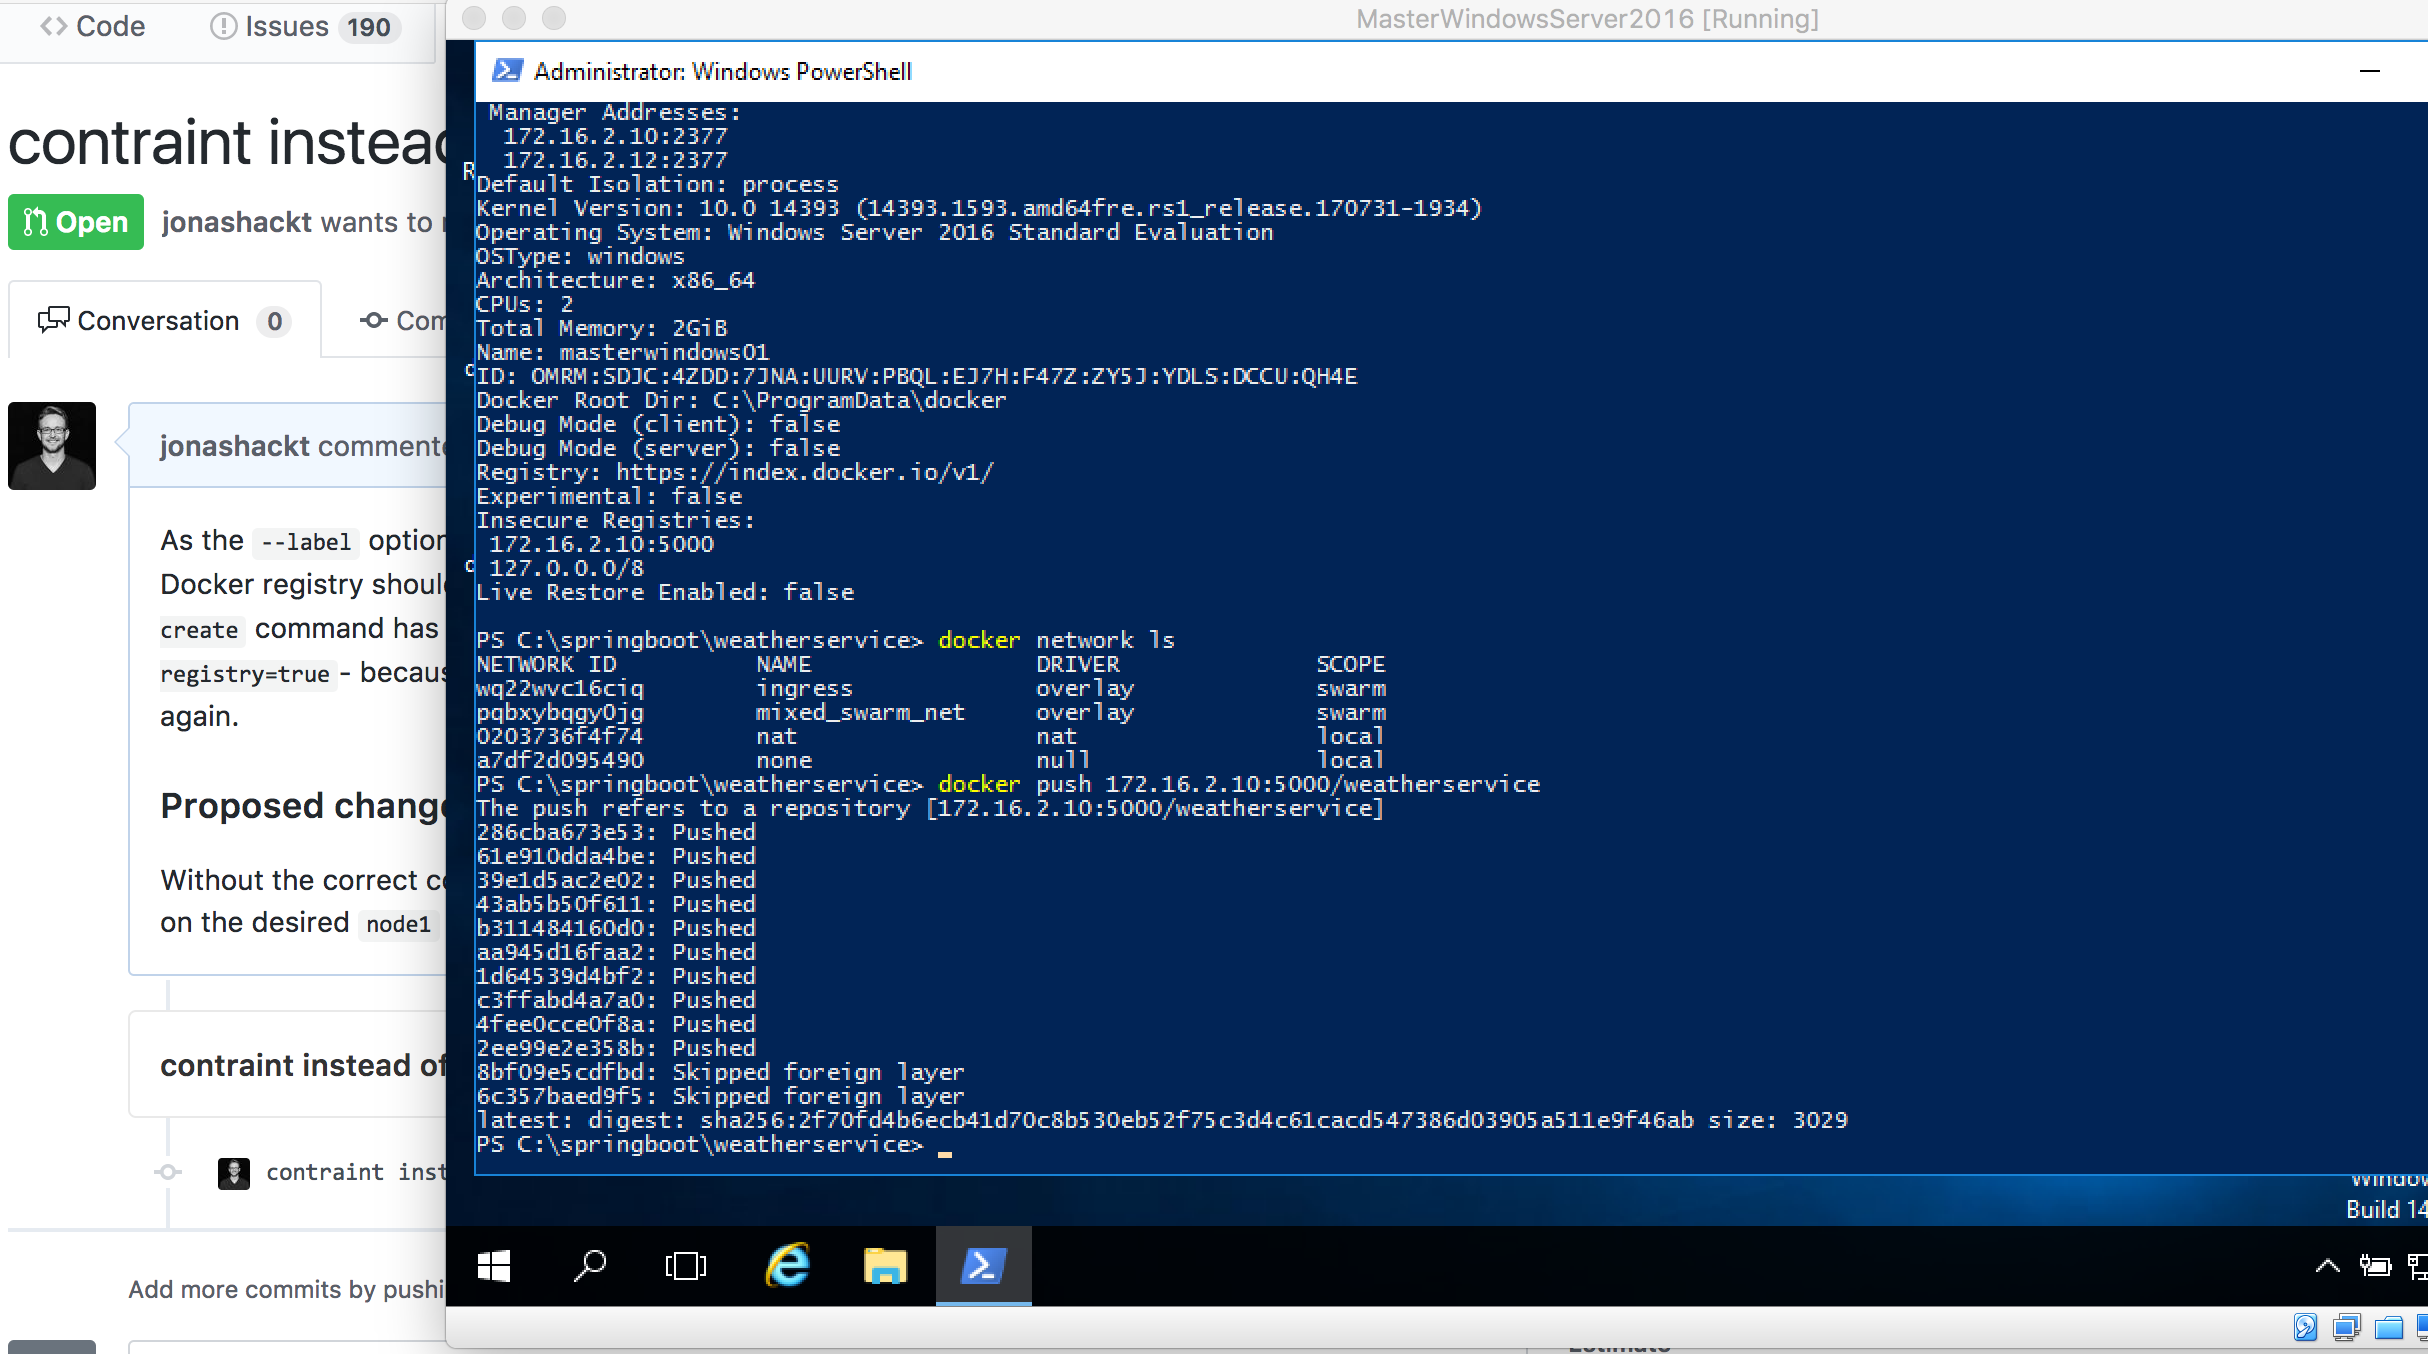 Code
Issues 190
contraint instead
Open
jonashackt wants to
Conversation 0
jonashackt commente
As the --label option
Docker registry should
create command has
registry=true - becaus
again.
Proposed change
Without the correct co
on the desired node1
contraint instead of
contraint inst
Add more commits by pushi
MasterWindowsServer2016 [Running]
Administrator: Windows PowerShell
Manager Addresses:
172.16.2.10:2377
172.16.2.12:2377
Default Isolation: process
Kernel Version: 10.0 14393 (14393.1593.amd64fre.rs1_release.170731-1934)
Operating System: Windows Server 2016 Standard Evaluation
OSType: windows
Architecture: x86_64
CPUs: 2
Total Memory: 2GiB
Name: masterwindows01
ID: OMRM:SDJC:4ZDD:7JNA:UURV:PBQL:EJ7H:F47Z:ZY5J:YDLS:DCCU:QH4E
Docker Root Dir: C:\ProgramData\docker
Debug Mode (client): false
Debug Mode (server): false
Registry: https://index.docker.io/v1/
Experimental: false
Insecure Registries:
172.16.2.10:5000
127.0.0.0/8
Live Restore Enabled: false
PS C:\springboot\weatherservice> docker network ls
NETWORK ID NAME DRIVER SCOPE
wq22wvc16ciq ingress overlay swarm
pqbxybqgy0jg mixed_swarm_net overlay swarm
0203736f4f74 nat nat local
a7df2d095490 none null local
PS C:\springboot\weatherservice> docker push 172.16.2.10:5000/weatherservice
The push refers to a repository [172.16.2.10:5000/weatherservice]
286cba673e53: Pushed
61e910dda4be: Pushed
39e1d5ac2e02: Pushed
43ab5b50f611: Pushed
b311484160d0: Pushed
aa945d16faa2: Pushed
1d64539d4bf2: Pushed
c3ffabd4a7a0: Pushed
4fee0cce0f8a: Pushed
2ee99e2e358b: Pushed
8bf09e5cdfbd: Skipped foreign layer
6c357baed9f5: Skipped foreign layer
latest: digest: sha256:2f70fd4b6ecb41d70c8b530eb52f75c3d4c61cacd547386d03905a511e9f46ab size: 3029
PS C:\springboot\weatherservice>
Window
Build 14